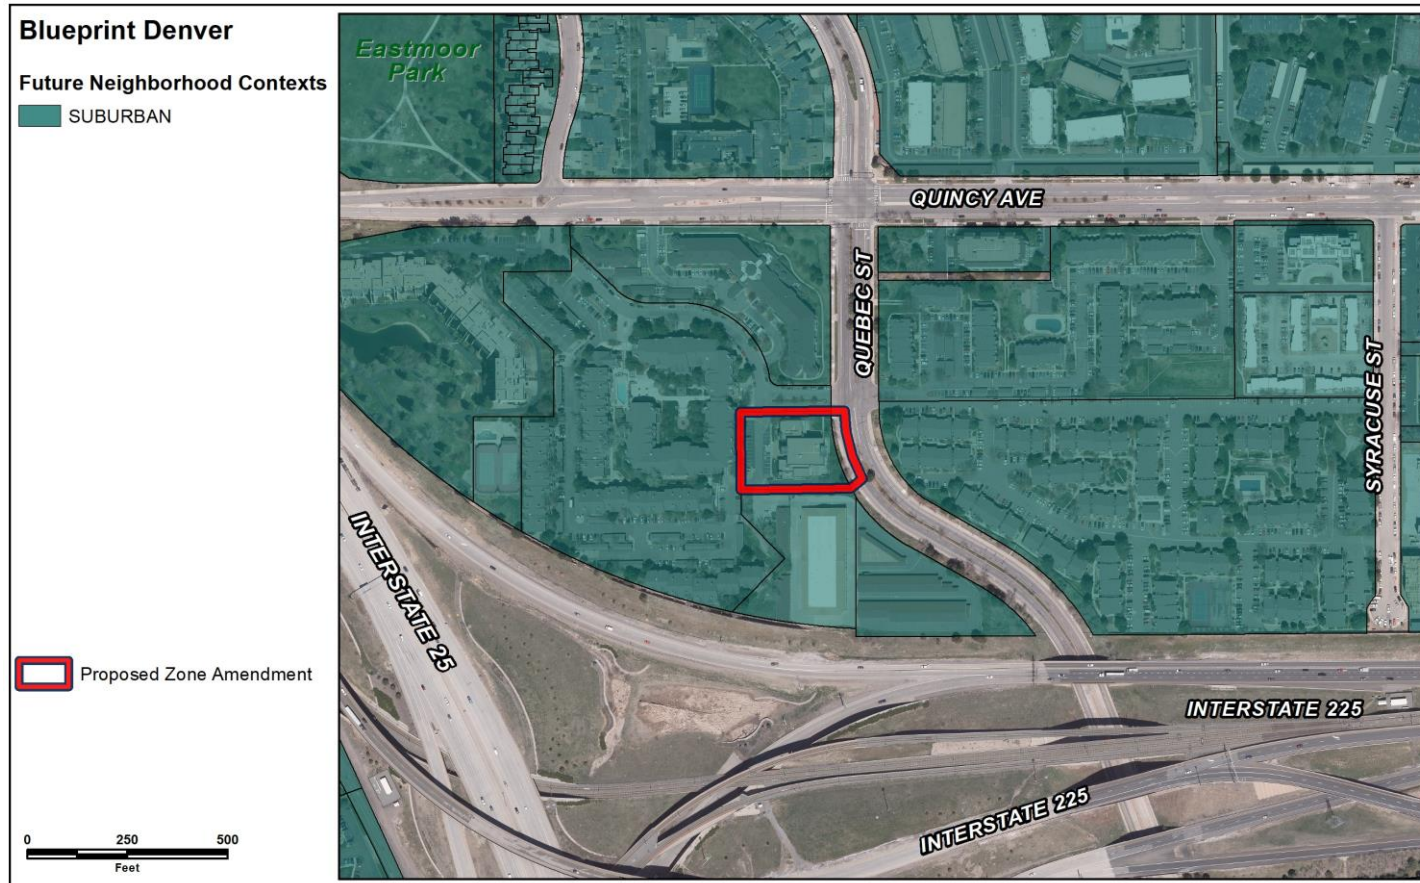 Blueprint Denver
Future Neighborhood Contexts
SUBURBAN
Proposed Zone Amendment
0 250 500
Feet
Eastmoor
Park
QUINCY AVE
QUEBEC ST
SYRACUSE ST
INTERSTATE 25
INTERSTATE 225
INTERSTATE 225